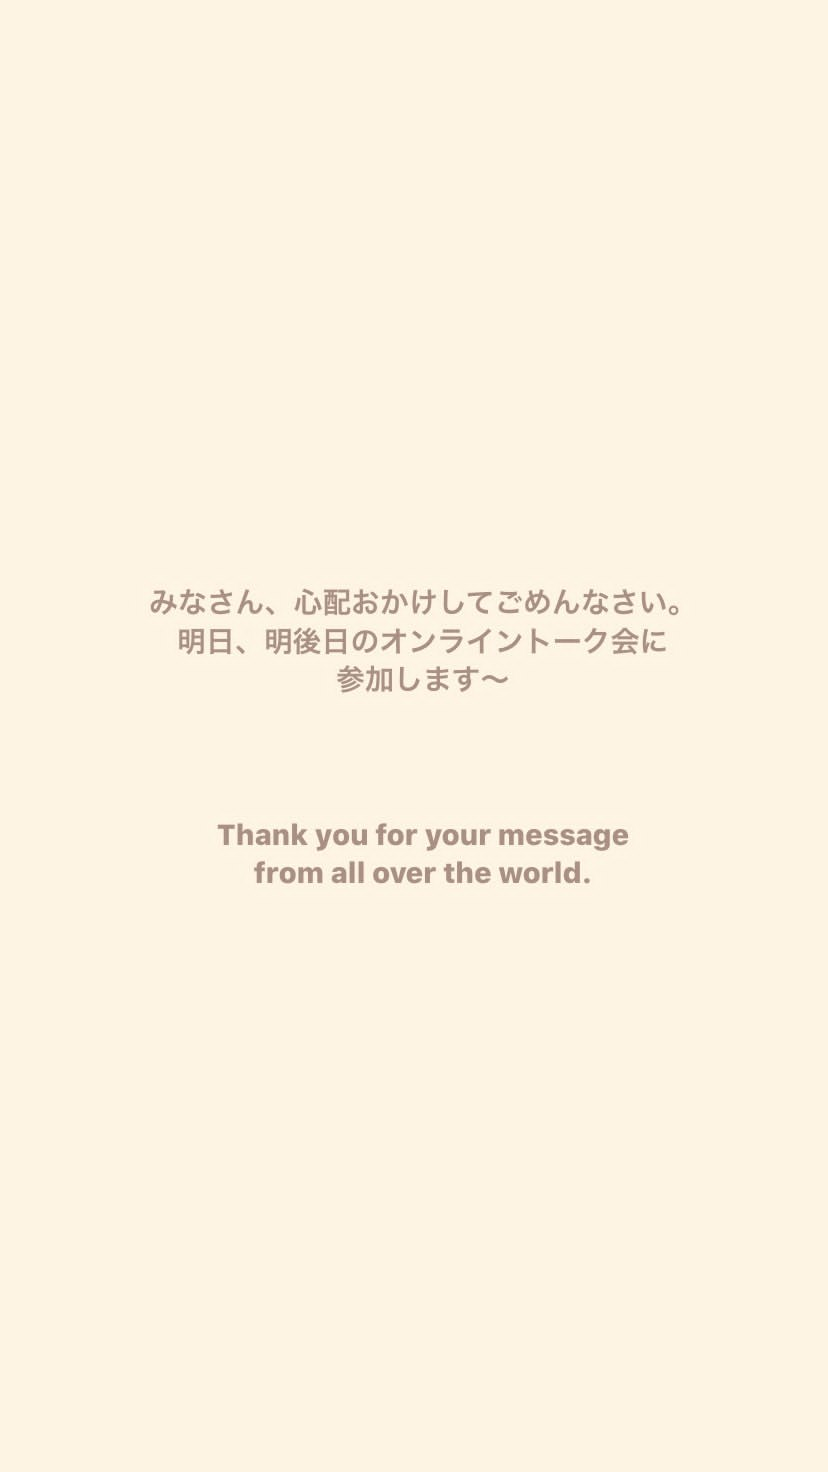 みなさん、心配おかけしてごめんなさい。
明日、明後日のオンライントーク会に
参加します〜
Thank you for your message
from all over the world.